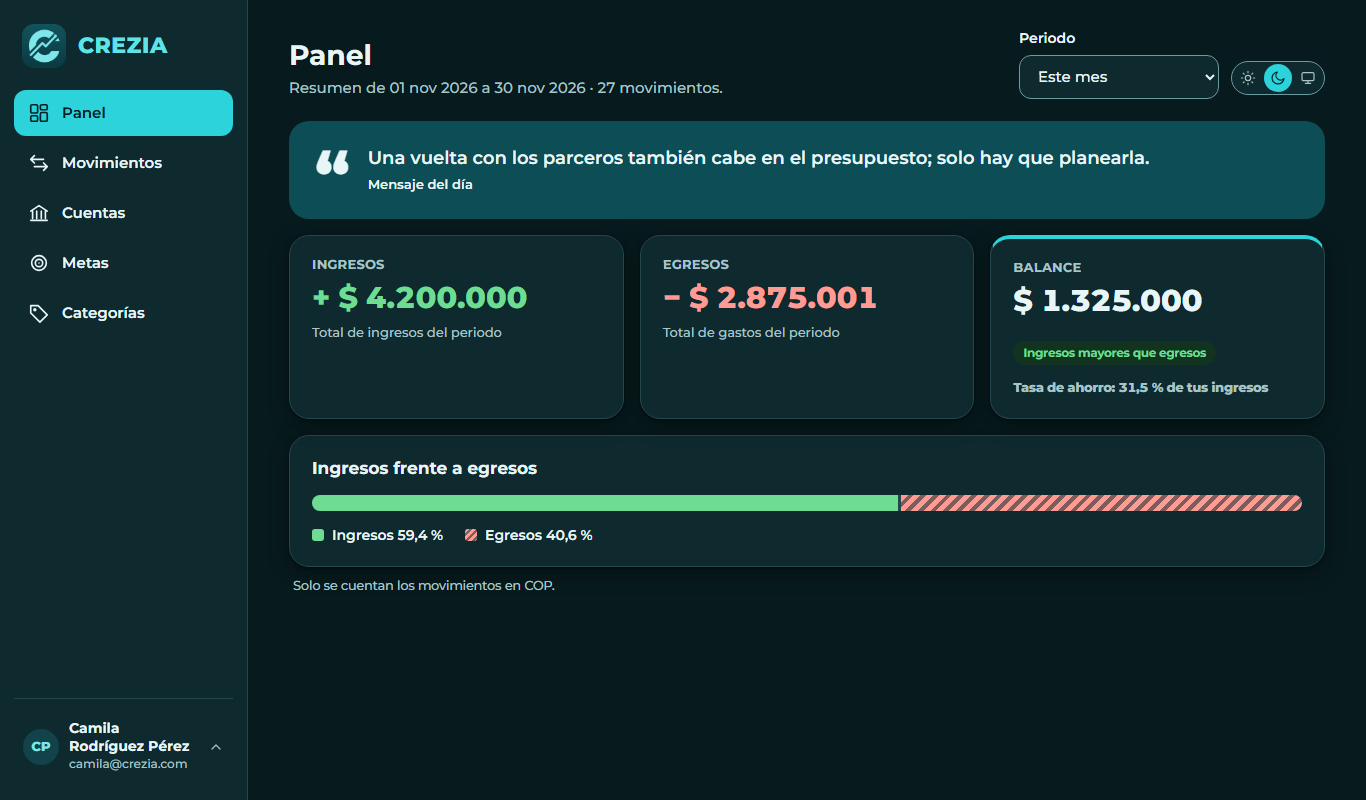 CREZIA
Panel
Movimientos
Cuentas
Metas
Categorías
Camila
Rodríguez Pérez
camila@crezia.com
CP
Panel
Resumen de 01 nov 2026 a 30 nov 2026 · 27 movimientos.
Periodo
Este mes
Una vuelta con los parceros también cabe en el presupuesto; solo hay que planearla.
Mensaje del día
INGRESOS
+ $ 4.200.000
Total de ingresos del periodo
EGRESOS
− $ 2.875.001
Total de gastos del periodo
BALANCE
$ 1.325.000
Ingresos mayores que egresos
Tasa de ahorro: 31,5 % de tus ingresos
Ingresos frente a egresos
Ingresos 59,4 %
Egresos 40,6 %
Solo se cuentan los movimientos en COP.